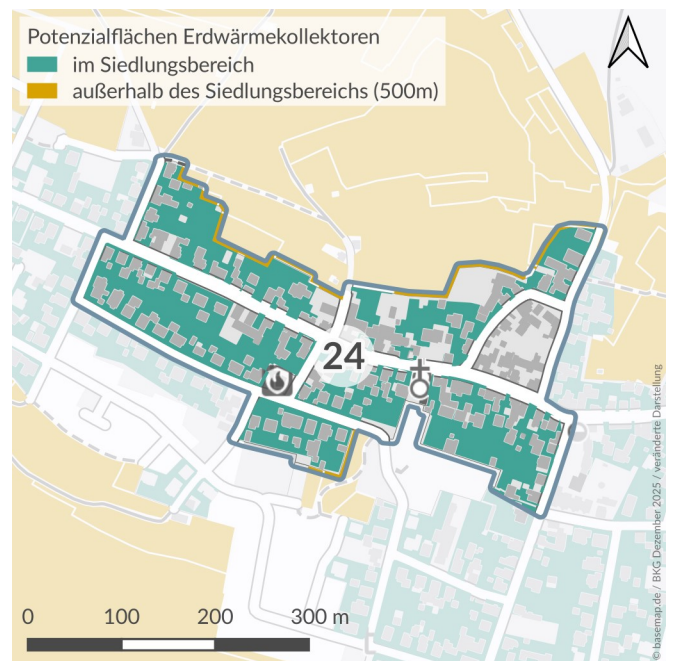 Potenzialflächen Erdwärmekollektoren
im Siedlungsbereich
außerhalb des Siedlungsbereichs (500m)
24
0 100 200 300 m
© basemap.de / BKG Dezember 2025 / veränderte Darstellung